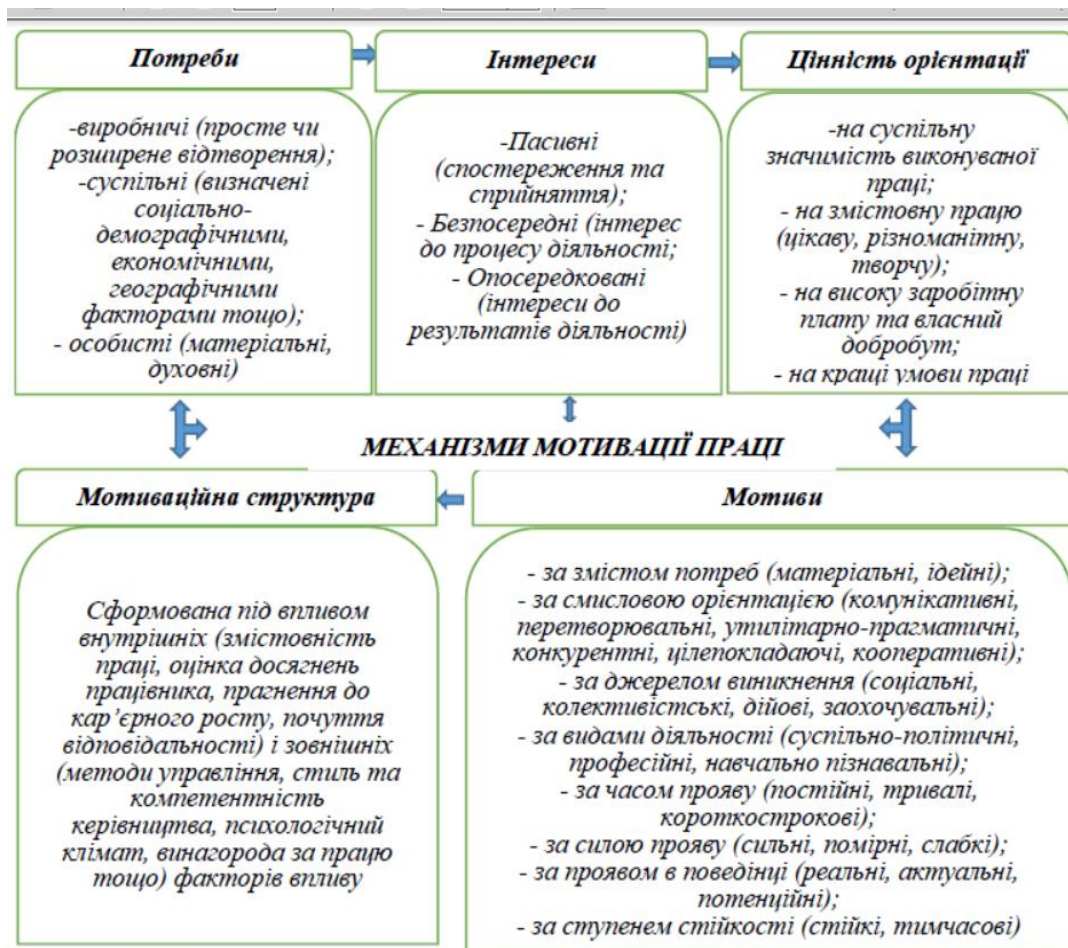 Потреби
-виробничі (просте чи
розширене відтворення);
-суспільні (визначені
соціально-
демографічними,
економічними,
географічними
факторами тощо);
- особисті (матеріальні,
духовні)
Інтереси
-Пасивні
(спостереження та
сприйняття);
- Безпосередні (інтерес
до процесу діяльності;
- Опосередковані
(інтереси до
результатів діяльності)
Цінність орієнтації
-на суспільну
значимість виконуваної
праці;
- на змістовну працю
(цікаву, різноманітну,
творчу);
- на високу заробітну
плату та власний
добробут;
- на кращі умови праці
МЕХАНІЗМИ МОТИВАЦІЇ ПРАЦІ
Мотиваційна структура
Сформована під впливом
внутрішніх (змістовність
праці, оцінка досягнень
працівника, прагнення до
кар’єрного росту, почуття
відповідальності) і зовнішніх
(методи управління, стиль та
компетентність
керівництва, психологічний
клімат, винагорода за працю
тощо) факторів впливу
Мотиви
- за змістом потреб (матеріальні, ідейні);
- за смисловою орієнтацією (комунікативні,
перетворювальні, утилітарно-прагматичні,
конкурентні, цілепокладаючі, кооперативні);
- за джерелом виникнення (соціальні,
колективістські, дійові, заохочувальні);
- за видами діяльності (суспільно-політичні,
професійні, навчально пізнавальні);
- за часом прояву (постійні, тривалі,
короткострокові);
- за силою прояву (сильні, помірні, слабкі);
- за проявом в поведінці (реальні, актуальні,
потенційні);
- за ступенем стійкості (стійкі, тимчасові)